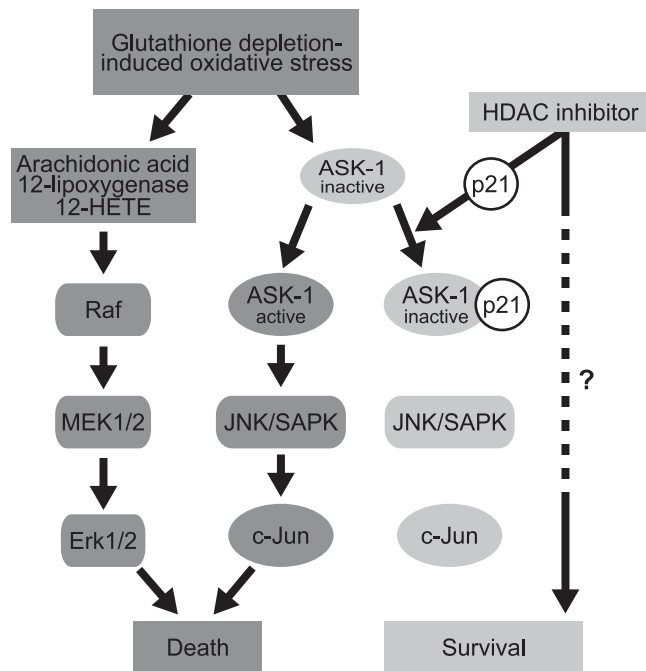 Glutathione depletion-
induced oxidative stress
HDAC inhibitor
Arachidonic acid
12-lipoxygenase
12-HETE
ASK-1
inactive
p21
Raf
ASK-1
active
ASK-1
inactive
p21
?
MEK1/2
JNK/SAPK
JNK/SAPK
Erk1/2
c-Jun
c-Jun
Death
Survival